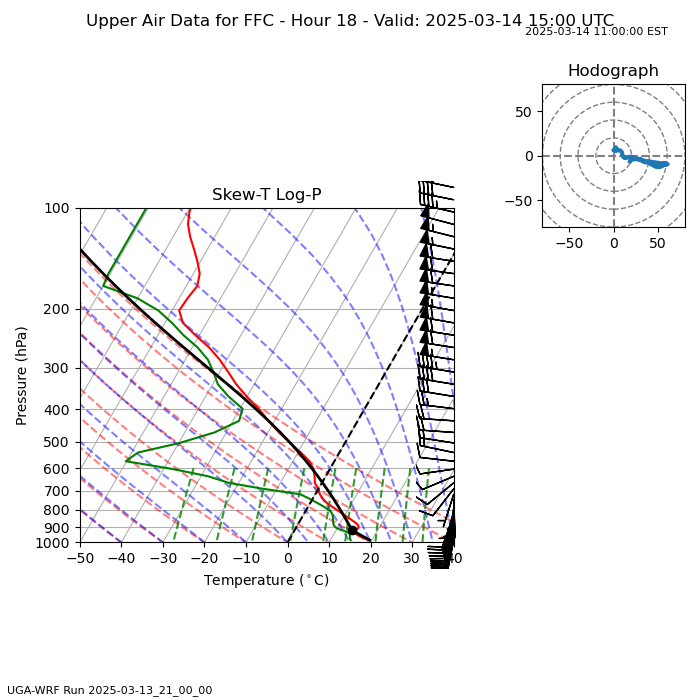 Upper Air Data for FFC - Hour 18 - Valid: 2025-03-14 15:00 UTC
2025-03-14 11:00:00 EST
Hodograph
50
0
−50
−50 0 50
Skew-T Log-P
100
200
300
400
500
600
700
800
900
1000
Pressure (hPa)
−50 −40 −30 −20 −10 0 10 20 30 40
Temperature (°C)
UGA-WRF Run 2025-03-13_21_00_00